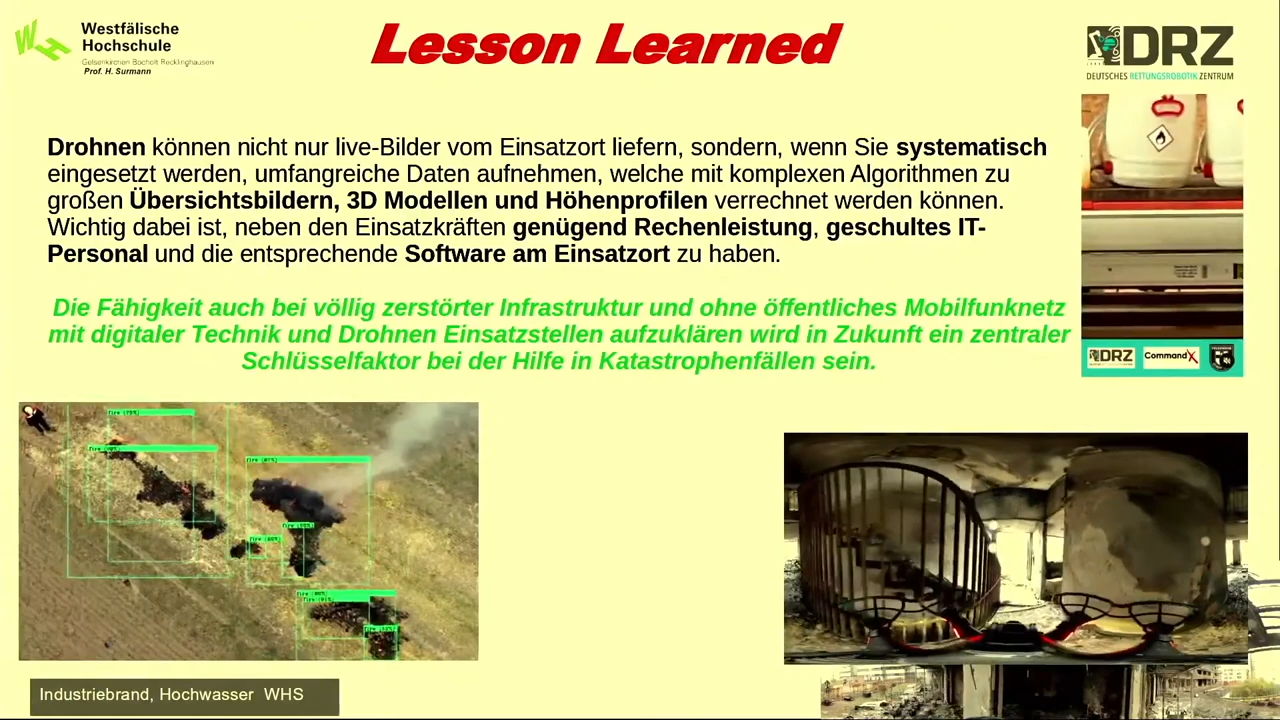 Westfälische
Hochschule
Gelsenkirchen Bocholt Recklinghausen
Prof. H. Surmann
Lesson Learned
DRZ
DEUTSCHES RETTUNGSROBOTIK ZENTRUM
Drohnen können nicht nur live-Bilder vom Einsatzort liefern, sondern, wenn Sie systematisch
eingesetzt werden, umfangreiche Daten aufnehmen, welche mit komplexen Algorithmen zu
großen Übersichtsbildern, 3D Modellen und Höhenprofilen verrechnet werden können.
Wichtig dabei ist, neben den Einsatzkräften genügend Rechenleistung, geschultes IT-
Personal und die entsprechende Software am Einsatzort zu haben.
Die Fähigkeit auch bei völlig zerstörter Infrastruktur und ohne öffentliches Mobilfunknetz
mit digitaler Technik und Drohnen Einsatzstellen aufzuklären wird in Zukunft ein zentraler
Schlüsselfaktor bei der Hilfe in Katastrophenfällen sein.
DRZ
CommandX
Industriebrand, Hochwasser WHS